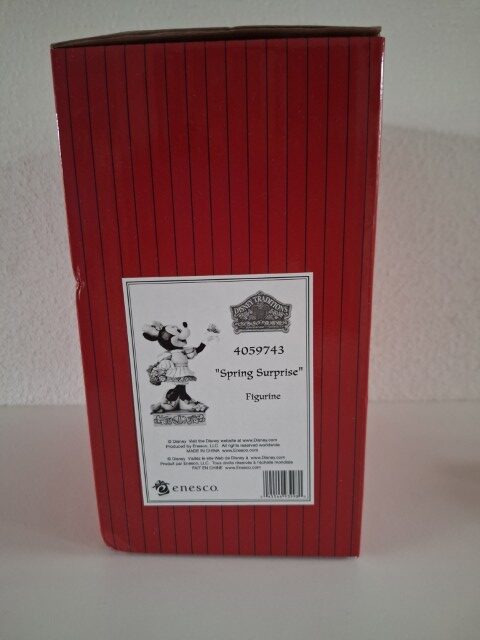 DISNEY TRADITIONS
4059743
"Spring Surprise"
Figurine
© Disney Visit the Disney website at www.Disney.com
Produced by Enesco, LLC. All rights reserved worldwide
MADE IN CHINA www.Enesco.com
© Disney. Visitez le site Web de Disney à www.Disney.com
Produit par Enesco, LLC. Tous droits réservés à l'échelle mondiale
FAIT EN CHINE www.Enesco.com
enesco.